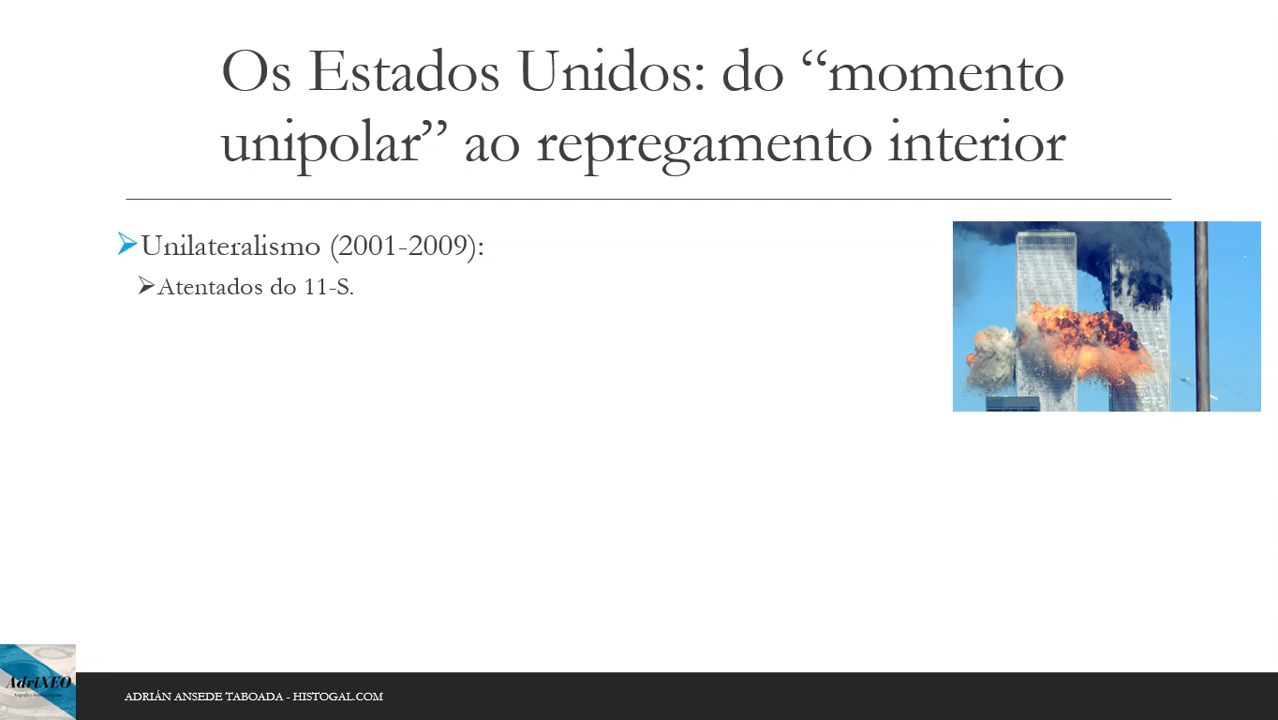 Os Estados Unidos: do “momento
unipolar” ao repregamento interior
Unilateralismo (2001-2009):
Atentados do 11-S.
AdriXEO
ADRIÁN ANSEDE TABOADA - HISTOGAL.COM